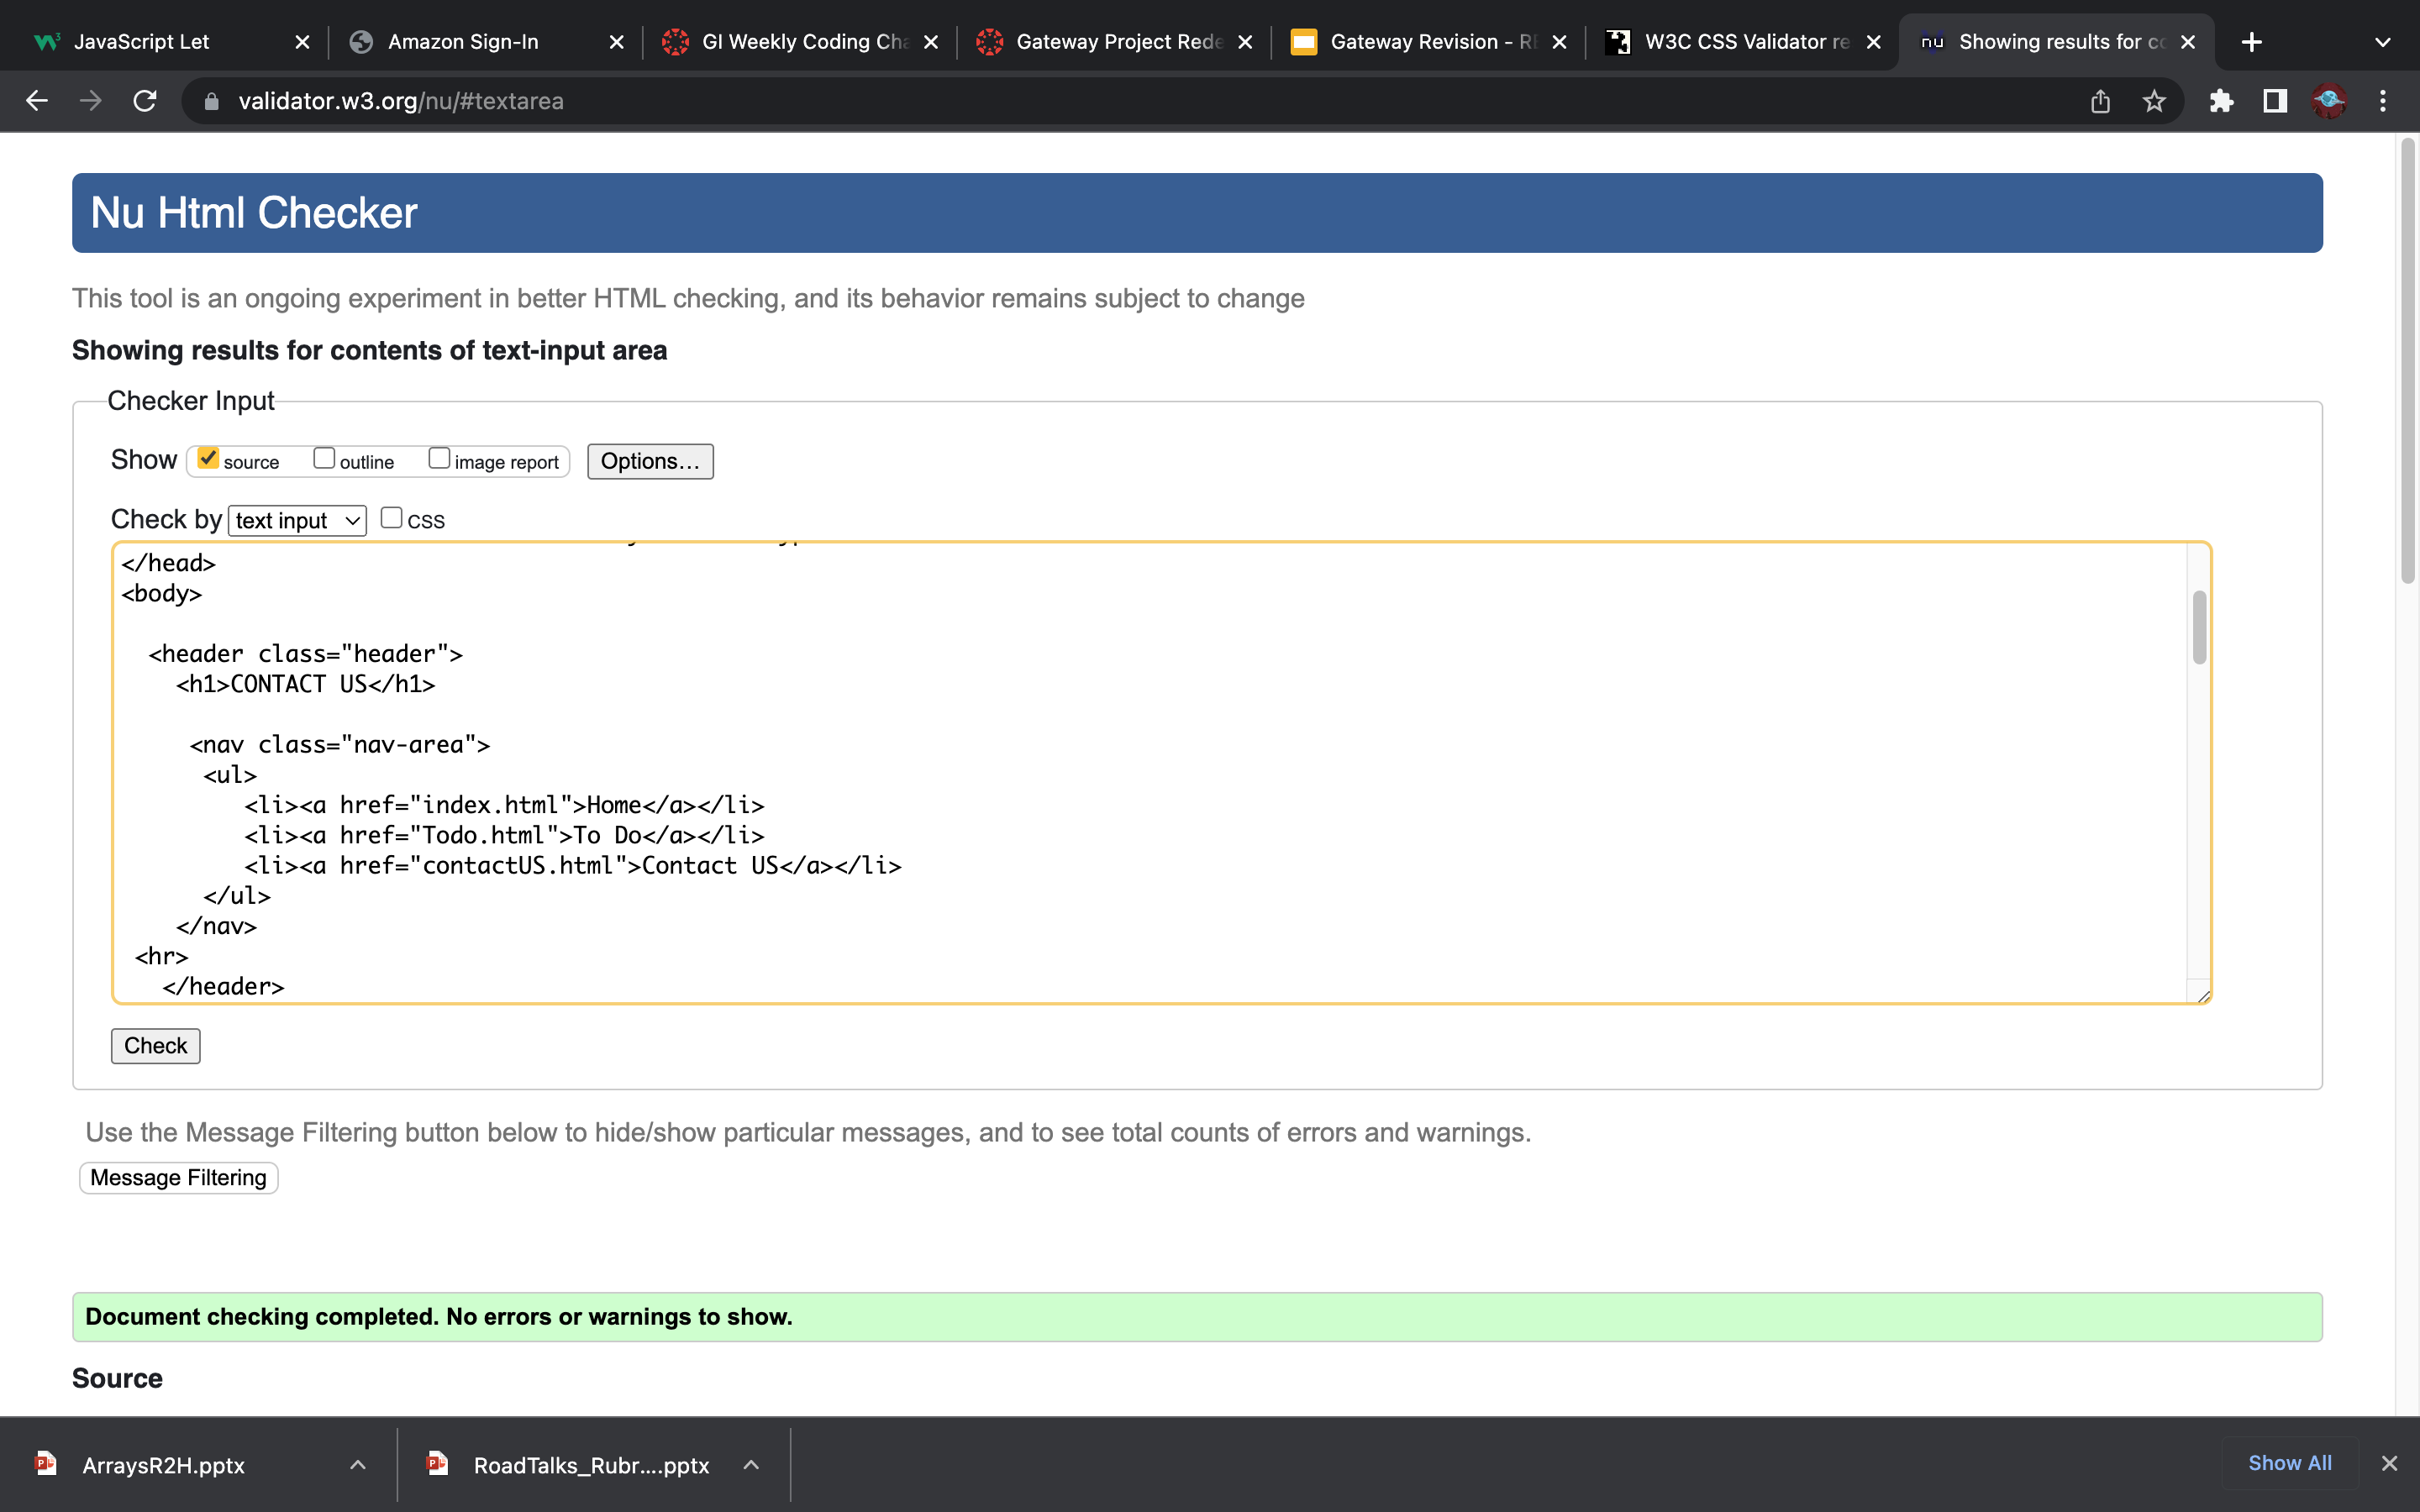 JavaScript Let
Amazon Sign-In
GI Weekly Coding Cha
Gateway Project Rede
Gateway Revision - RE
W3C CSS Validator re
nu Showing results for co
validator.w3.org/nu/#textarea
Nu Html Checker
This tool is an ongoing experiment in better HTML checking, and its behavior remains subject to change
Showing results for contents of text-input area
Checker Input
Show source outline image report Options...
Check by text input CSS
</head>
<body>
<header class="header">
<h1>CONTACT US</h1>
<nav class="nav-area">
<ul>
<li><a href="index.html">Home</a></li>
<li><a href="Todo.html">To Do</a></li>
<li><a href="contactUS.html">Contact US</a></li>
</ul>
</nav>
<hr>
</header>
Check
Use the Message Filtering button below to hide/show particular messages, and to see total counts of errors and warnings.
Message Filtering
Document checking completed. No errors or warnings to show.
Source
ArraysR2H.pptx
RoadTalks_Rubr....pptx
Show All